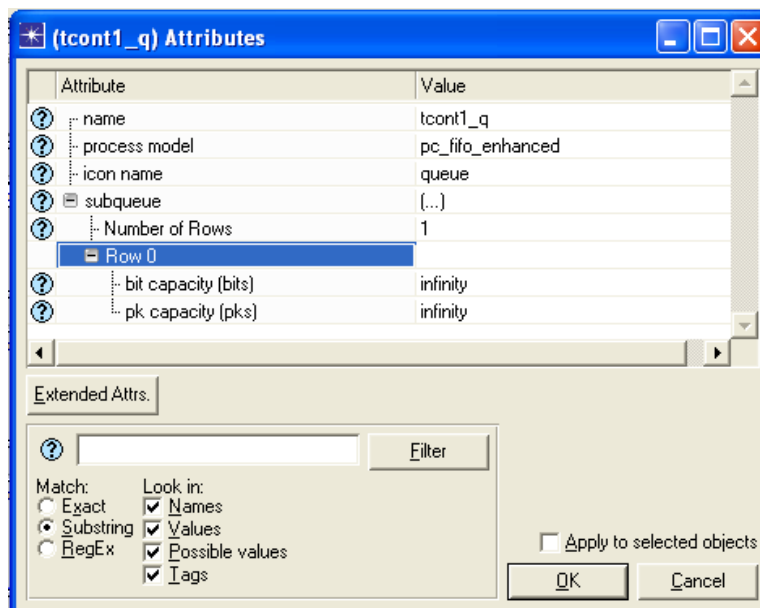 (tcont1_q) Attributes
Attribute Value
name tcont1_q
process model pc_fifo_enhanced
icon name queue
subqueue (...)
Number of Rows 1
Row 0
bit capacity (bits) infinity
pk capacity (pks) infinity
Extended Attrs.
Filter
Match: Look in:
Exact Names
Substring Values
RegEx Possible values
Tags
Apply to selected objects
OK Cancel